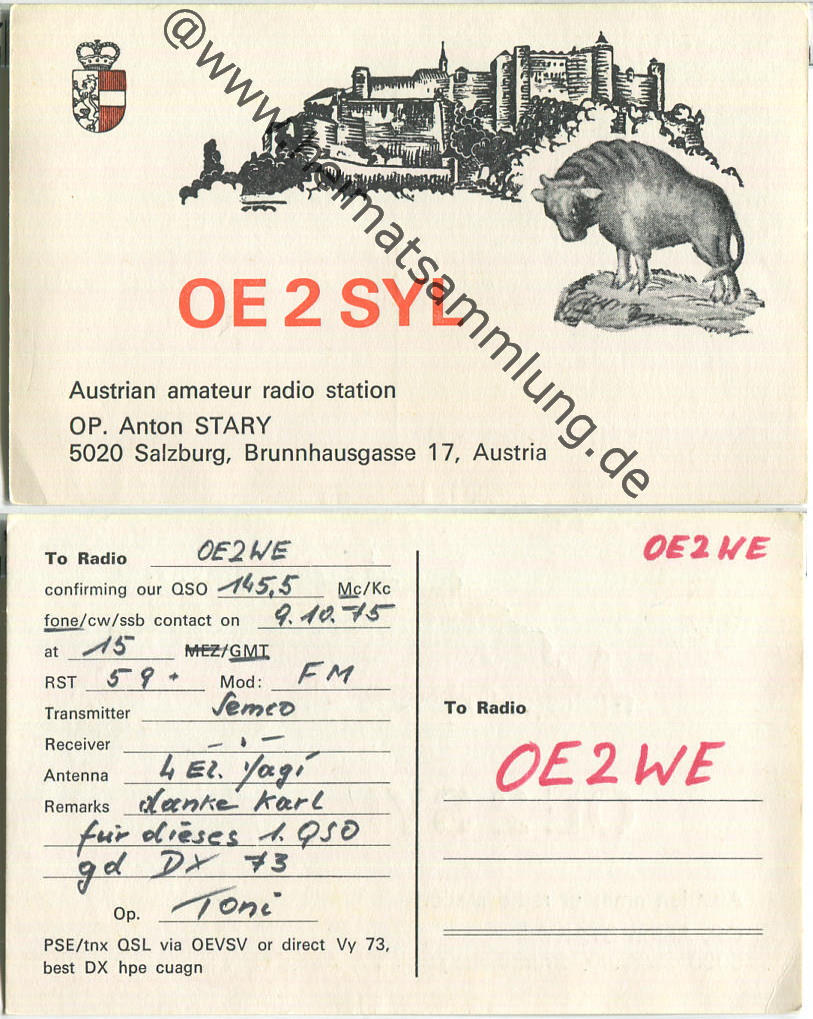 @www.heimatsammlung.de
OE 2 SYL
Austrian amateur radio station
OP. Anton STARY
5020 Salzburg, Brunnhausgasse 17, Austria
To Radio OE2WE
confirming our QSO 145,5 Mc/Kc
fone/cw/ssb contact on 9.10.75
at 15 MEZ/GMT
RST 59+ Mod: FM
Transmitter Semco
Receiver -"-
Antenna 4 El. Yagi
Remarks danke Karl
für dieses 1. QSO
gd DX 73
Op. Toni
PSE/tnx QSL via OEVSV or direct Vy 73,
best DX hpe cuagn
OE2WE
To Radio
OE2WE